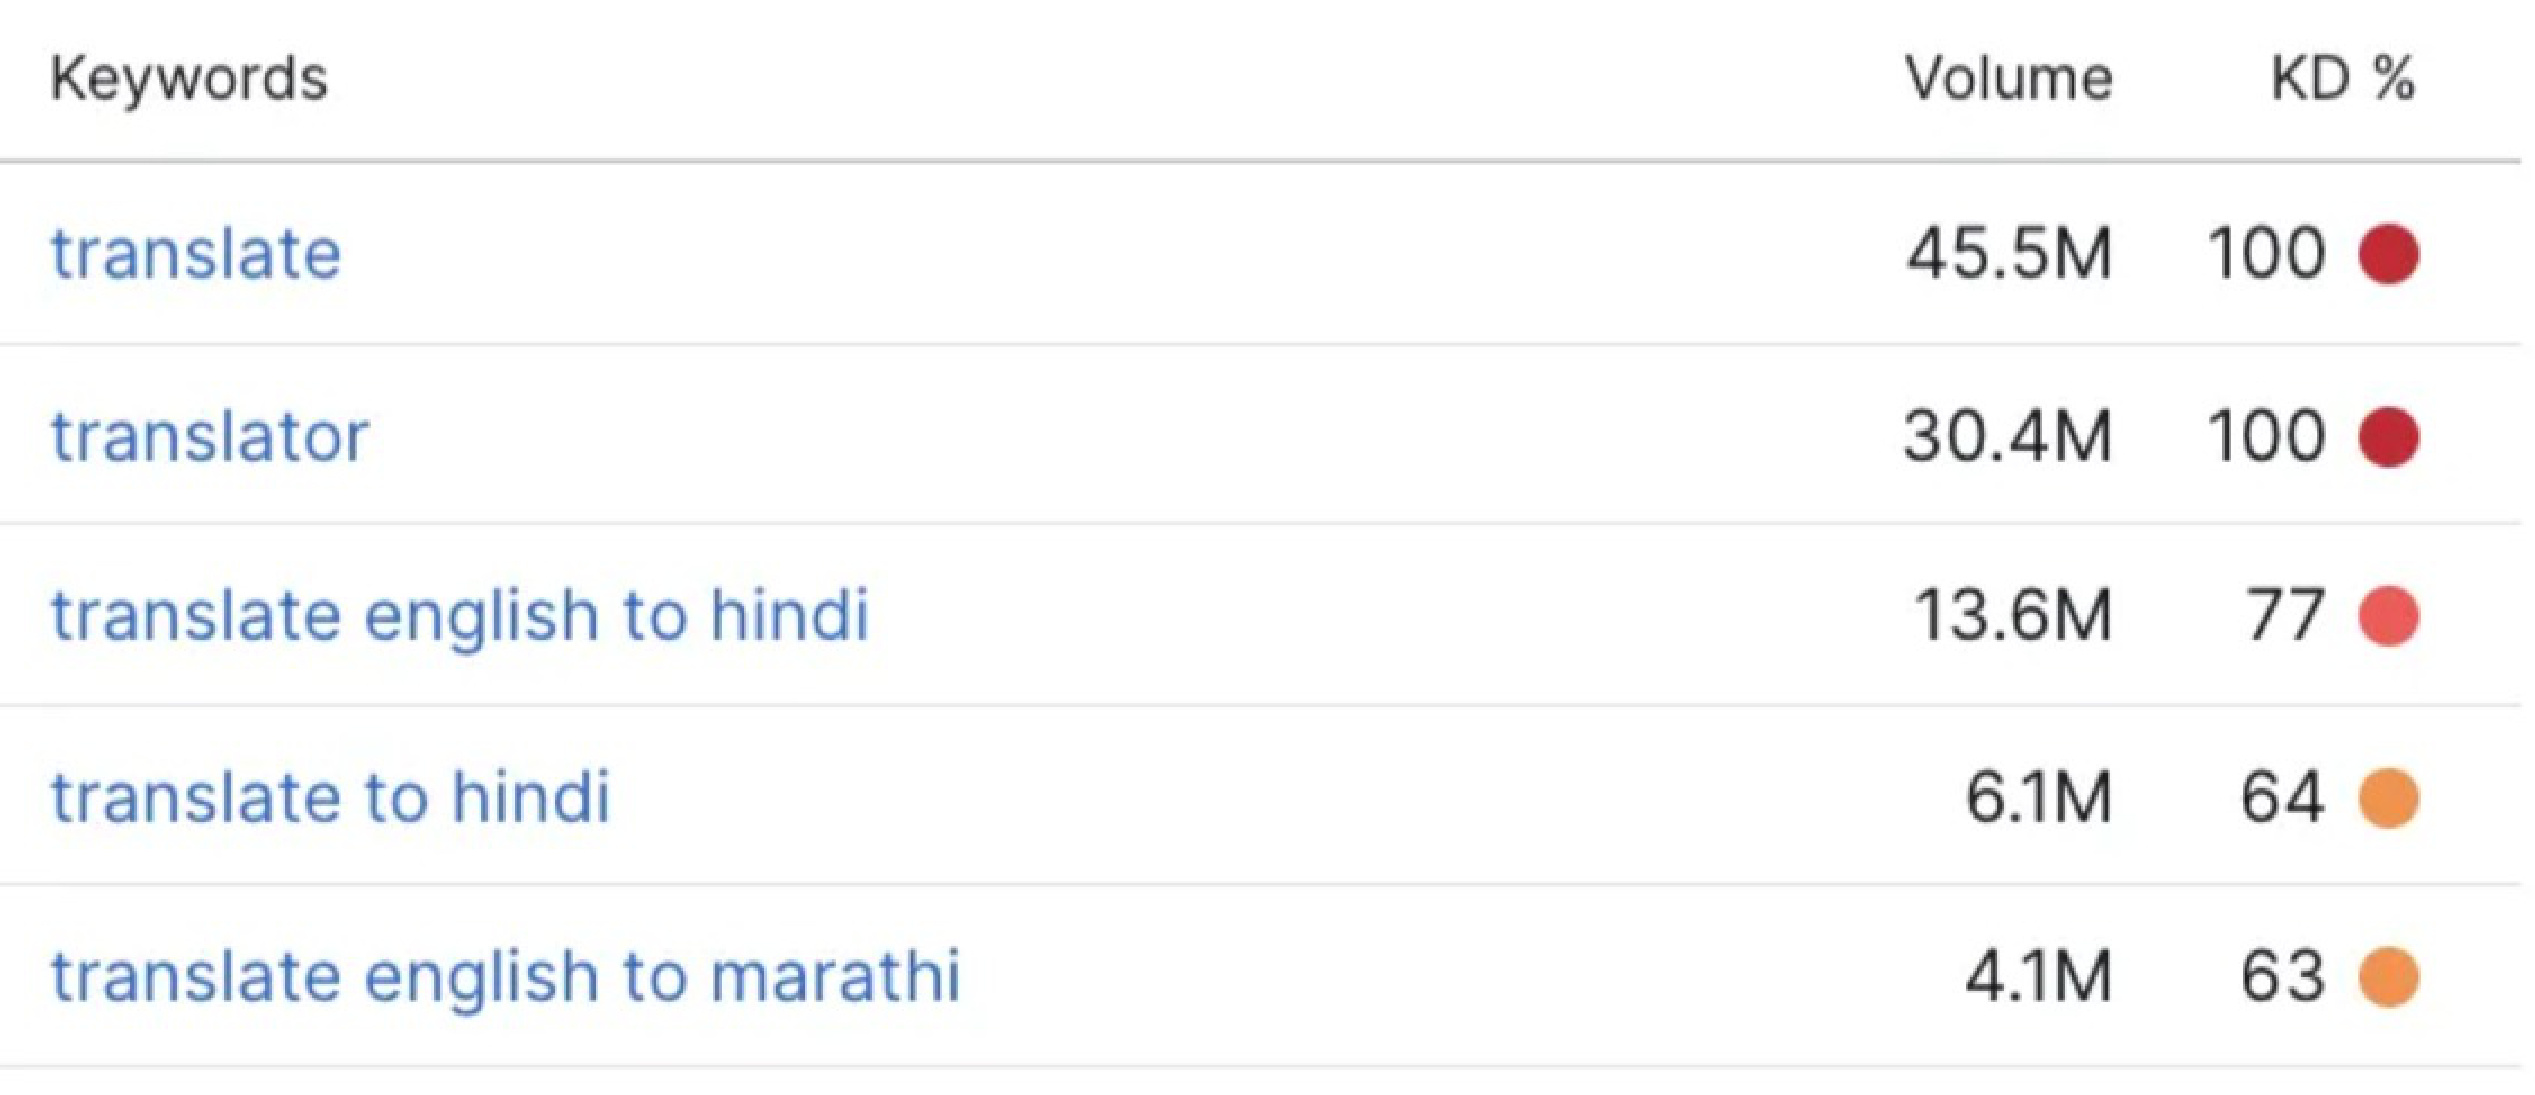 Keywords Volume KD %
translate 45.5M 100
translator 30.4M 100
translate english to hindi 13.6M 77
translate to hindi 6.1M 64
translate english to marathi 4.1M 63